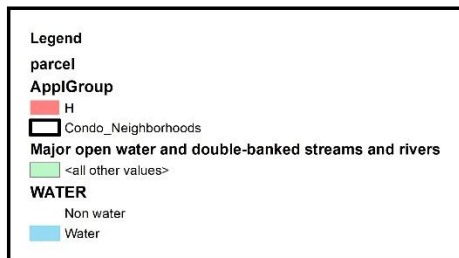 Legend
parcel
ApplGroup
H
Condo_Neighborhoods
Major open water and double-banked streams and rivers
<all other values>
WATER
Non water
Water